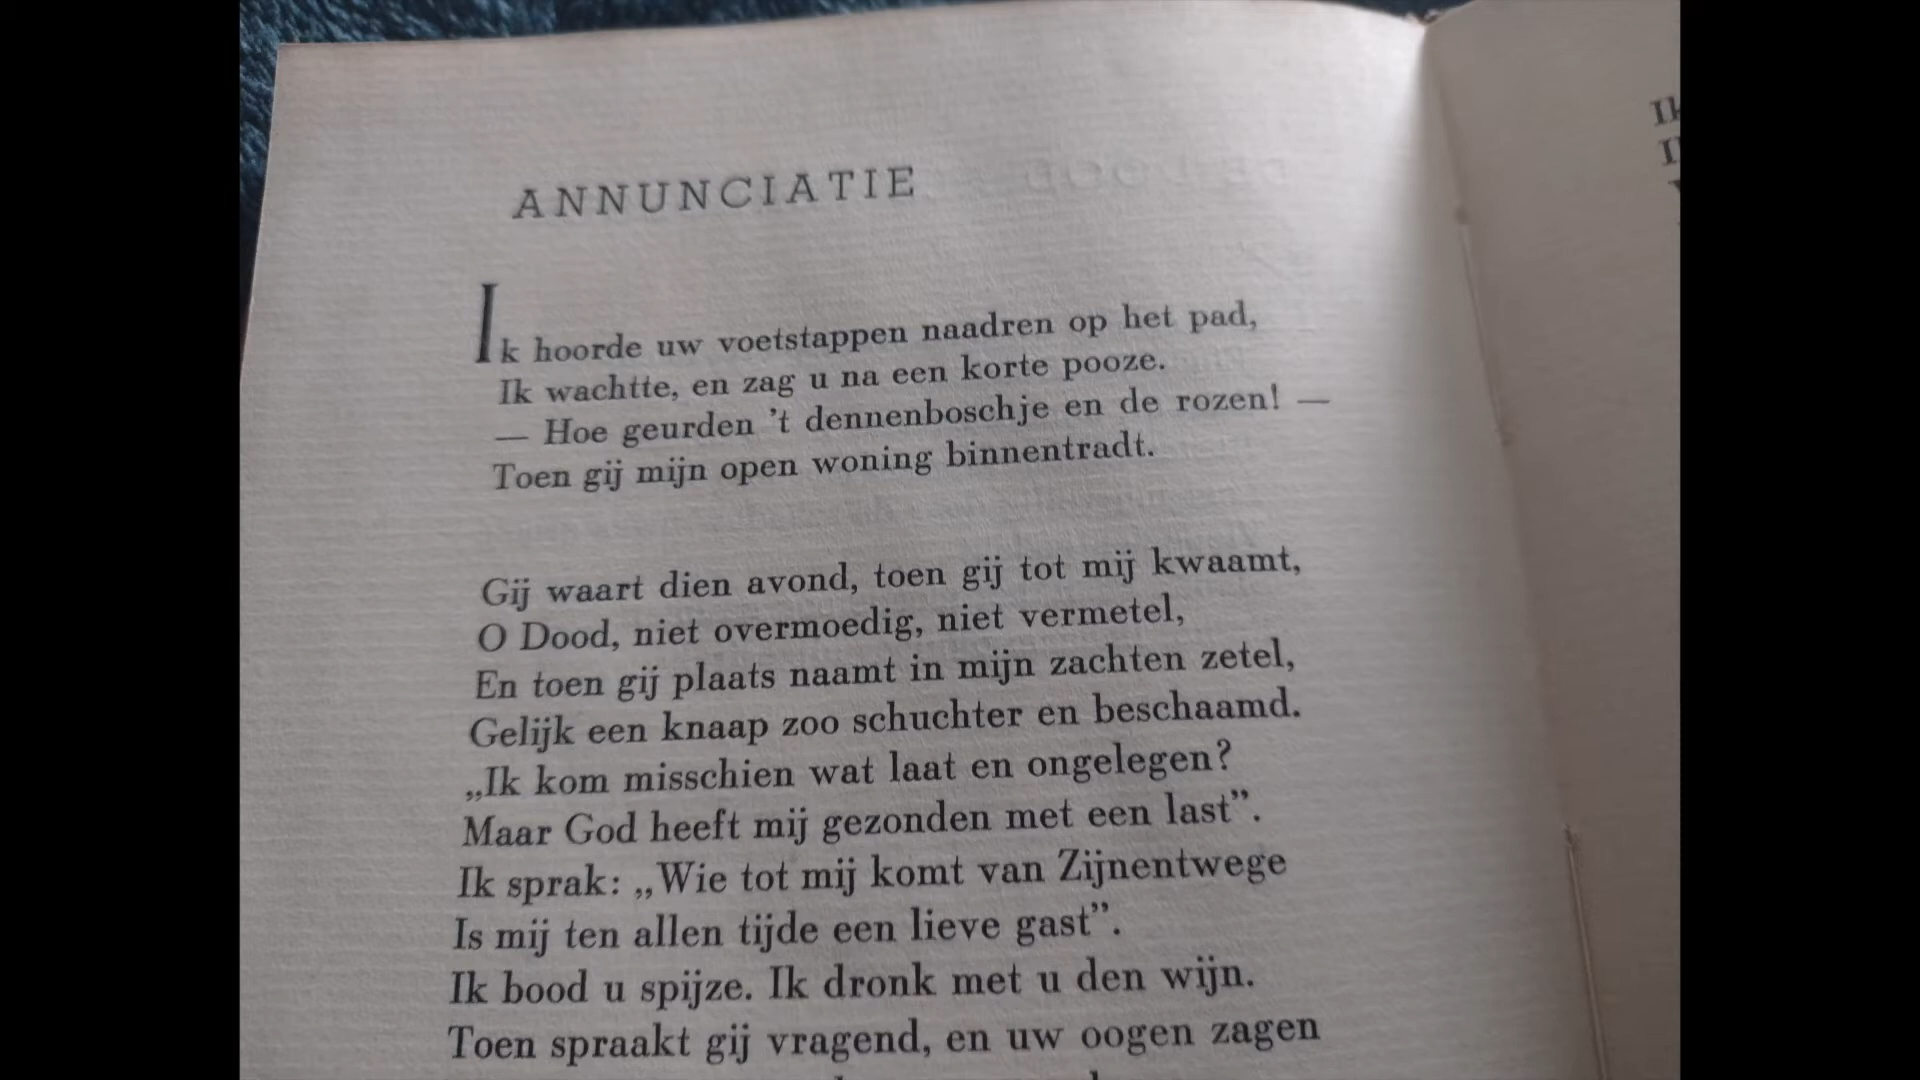 ANNUNCIATIE
Ik hoorde uw voetstappen naadren op het pad,
Ik wachtte, en zag u na een korte pooze.
— Hoe geurden 't dennenboschje en de rozen! —
Toen gij mijn open woning binnentradt.
Gij waart dien avond, toen gij tot mij kwaamt,
O Dood, niet overmoedig, niet vermetel,
En toen gij plaats naamt in mijn zachten zetel,
Gelijk een knaap zoo schuchter en beschaamd.
„Ik kom misschien wat laat en ongelegen?
Maar God heeft mij gezonden met een last”.
Ik sprak: „Wie tot mij komt van Zijnentwege
Is mij ten allen tijde een lieve gast”.
Ik bood u spijze. Ik dronk met u den wijn.
Toen spraakt gij vragend, en uw oogen zagen